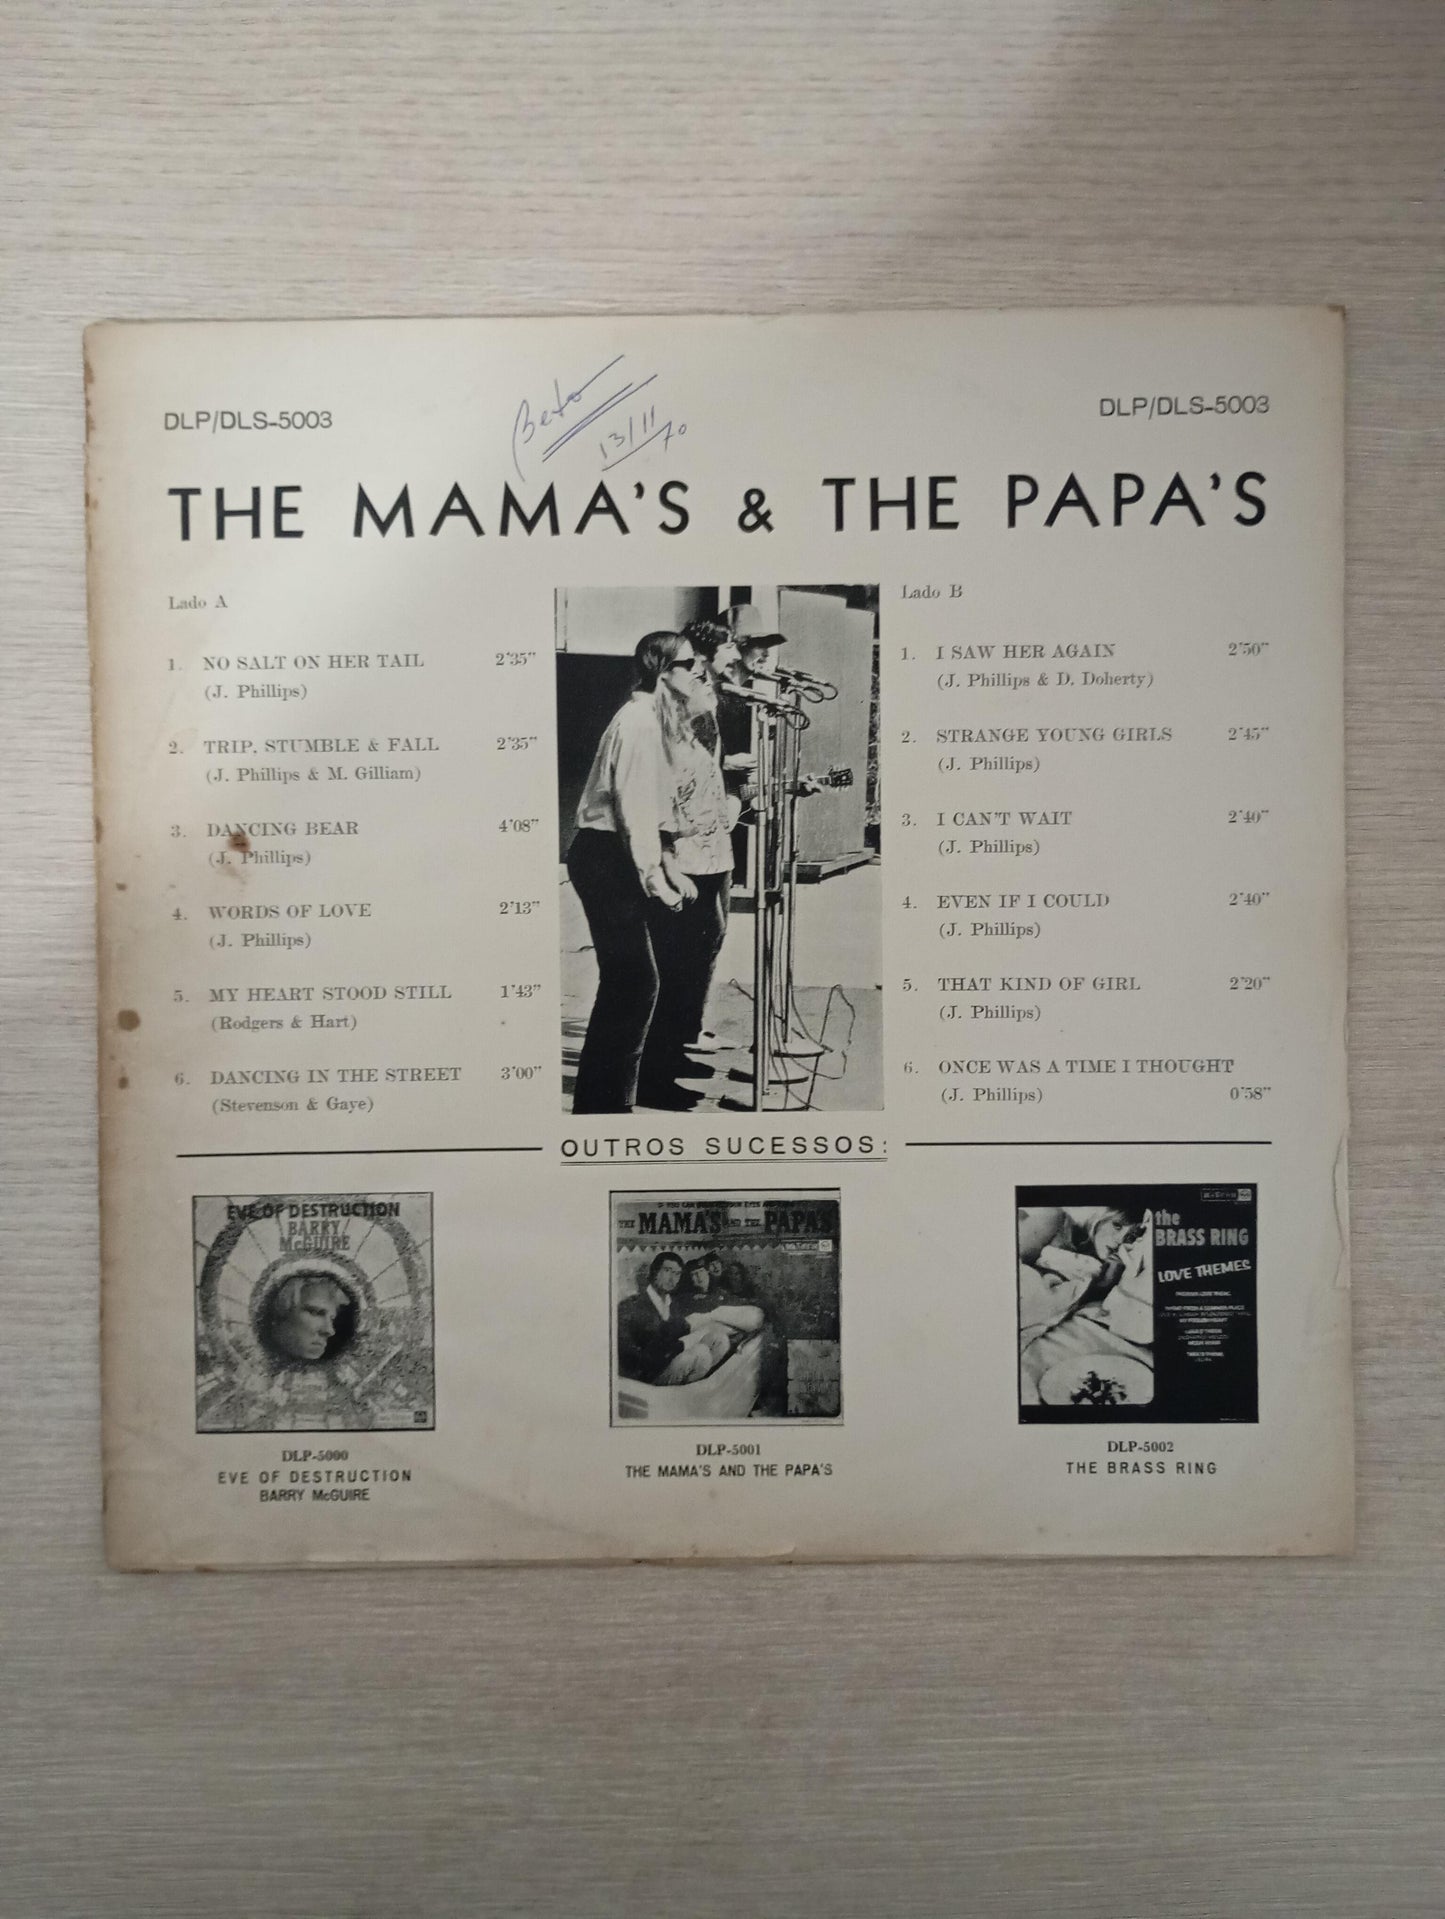 DLP/DLS-5003
Beto
13/11
70
DLP/DLS-5003
THE MAMA'S & THE PAPA'S
Lado A
1. NO SALT ON HER TAIL 2'35"
(J. Phillips)
2. TRIP, STUMBLE & FALL 2'35"
(J. Phillips & M. Gilliam)
3. DANCING BEAR 4'08"
(J. Phillips)
4. WORDS OF LOVE 2'13"
(J. Phillips)
5. MY HEART STOOD STILL 1'43"
(Rodgers & Hart)
6. DANCING IN THE STREET 3'00"
(Stevenson & Gaye)
Lado B
1. I SAW HER AGAIN 2'50"
(J. Phillips & D. Doherty)
2. STRANGE YOUNG GIRLS 2'45"
(J. Phillips)
3. I CAN'T WAIT 2'40"
(J. Phillips)
4. EVEN IF I COULD 2'40"
(J. Phillips)
5. THAT KIND OF GIRL 2'20"
(J. Phillips)
6. ONCE WAS A TIME I THOUGHT
(J. Phillips) 0'58"
OUTROS SUCESSOS:
EVE OF DESTRUCTION
BARRY
McGUIRE
DLP-5000
EVE OF DESTRUCTION
BARRY McGUIRE
THE MAMA'S AND THE PAPA'S
DLP-5001
THE MAMA'S AND THE PAPA'S
the
BRASS RING
LOVE THEMES
DLP-5002
THE BRASS RING